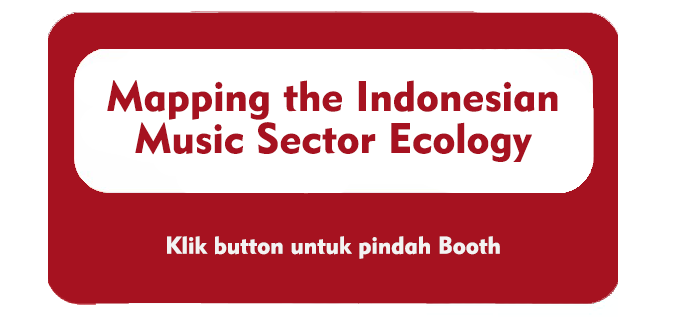 Mapping the Indonesian
Music Sector Ecology
Klik button untuk pindah Booth